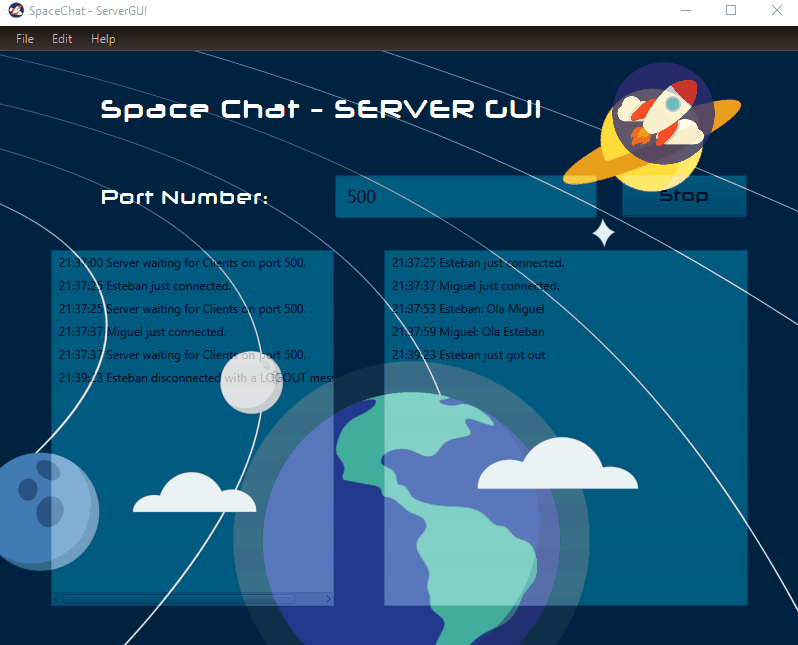 SpaceChat - ServerGUI
File Edit Help
Space Chat - SERVER GUI
Port Number: 500 Stop
21:37:00 Server waiting for Clients on port 500.
21:37:25 Esteban just connected.
21:37:25 Server waiting for Clients on port 500.
21:37:37 Miguel just connected.
21:37:37 Server waiting for Clients on port 500.
21:39:23 Esteban disconnected with a LOGOUT mess
21:37:25 Esteban just connected.
21:37:37 Miguel just connected.
21:37:53 Esteban: Ola Miguel
21:37:59 Miguel: Ola Esteban
21:39:23 Esteban just got out